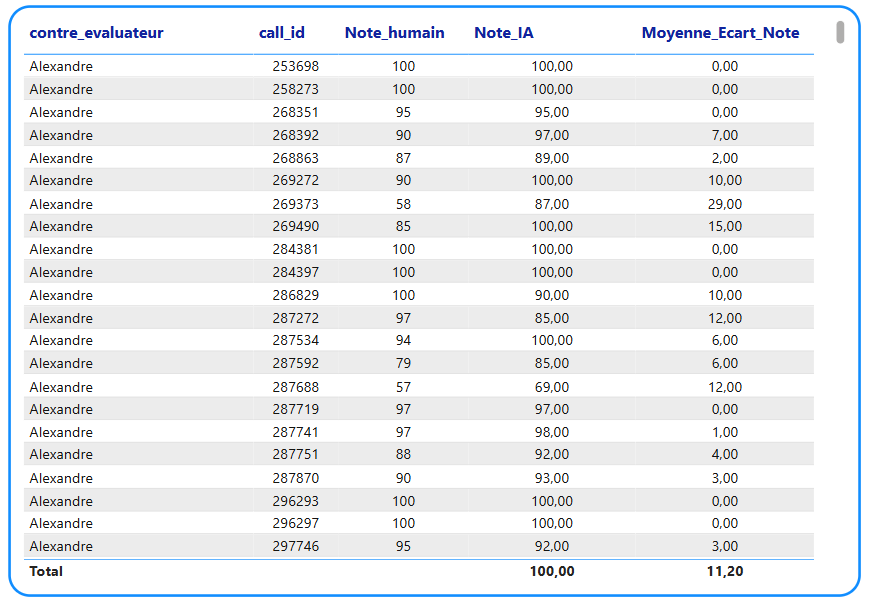 contre_evaluateur call_id Note_humain Note_IA Moyenne_Ecart_Note
Alexandre 253698 100 100,00 0,00
Alexandre 258273 100 100,00 0,00
Alexandre 268351 95 95,00 0,00
Alexandre 268392 90 97,00 7,00
Alexandre 268863 87 89,00 2,00
Alexandre 269272 90 100,00 10,00
Alexandre 269373 58 87,00 29,00
Alexandre 269490 85 100,00 15,00
Alexandre 284381 100 100,00 0,00
Alexandre 284397 100 100,00 0,00
Alexandre 286829 100 90,00 10,00
Alexandre 287272 97 85,00 12,00
Alexandre 287534 94 100,00 6,00
Alexandre 287592 79 85,00 6,00
Alexandre 287688 57 69,00 12,00
Alexandre 287719 97 97,00 0,00
Alexandre 287741 97 98,00 1,00
Alexandre 287751 88 92,00 4,00
Alexandre 287870 90 93,00 3,00
Alexandre 296293 100 100,00 0,00
Alexandre 296297 100 100,00 0,00
Alexandre 297746 95 92,00 3,00
Total 100,00 11,20